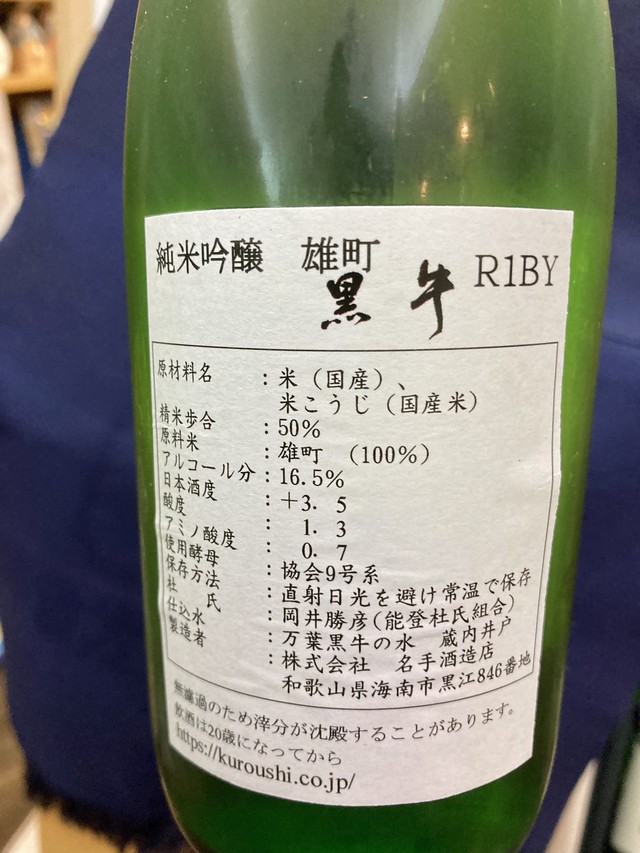 純米吟醸　雄町
黒牛 R1BY
原材料名　：米（国産）、
米こうじ（国産米）
精米歩合　：50％
原料米　：雄町　（100％）
アルコール分：16.5％
日本酒度　：＋3．5
酸度　：1．3
アミノ酸度　：0．7
使用酵母　：協会9号系
保存方法　：直射日光を避け常温で保存
杜　　氏　：岡井勝彦（能登杜氏組合）
仕込水　：万葉黒牛の水　蔵内井戸
製造者　：株式会社　名手酒造店
和歌山県海南市黒江846番地
無濾過のため滓分が沈殿することがあります。
飲酒は20歳になってから
https://kuroushi.co.jp/